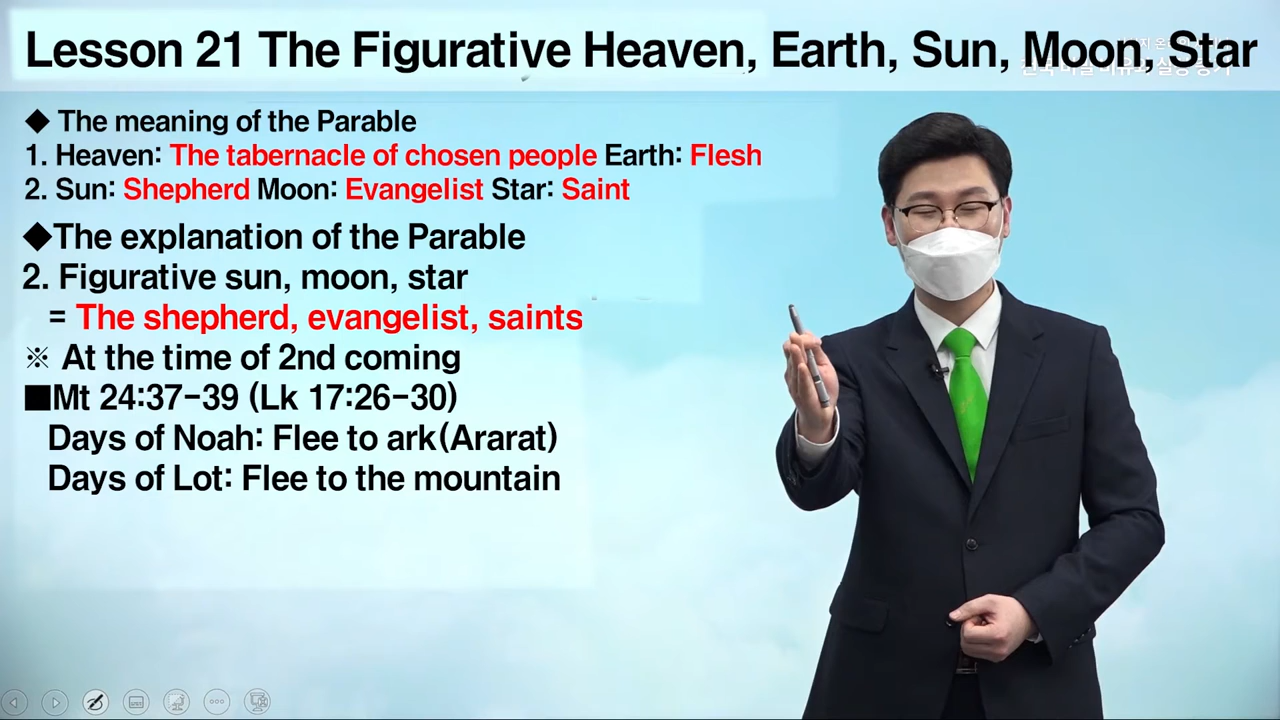 Lesson 21 The Figurative Heaven, Earth, Sun, Moon, Star
◆ The meaning of the Parable
1. Heaven: The tabernacle of chosen people Earth: Flesh
2. Sun: Shepherd Moon: Evangelist Star: Saint
◆The explanation of the Parable
2. Figurative sun, moon, star
= The shepherd, evangelist, saints
※ At the time of 2nd coming
■Mt 24:37-39 (Lk 17:26-30)
Days of Noah: Flee to ark(Ararat)
Days of Lot: Flee to the mountain